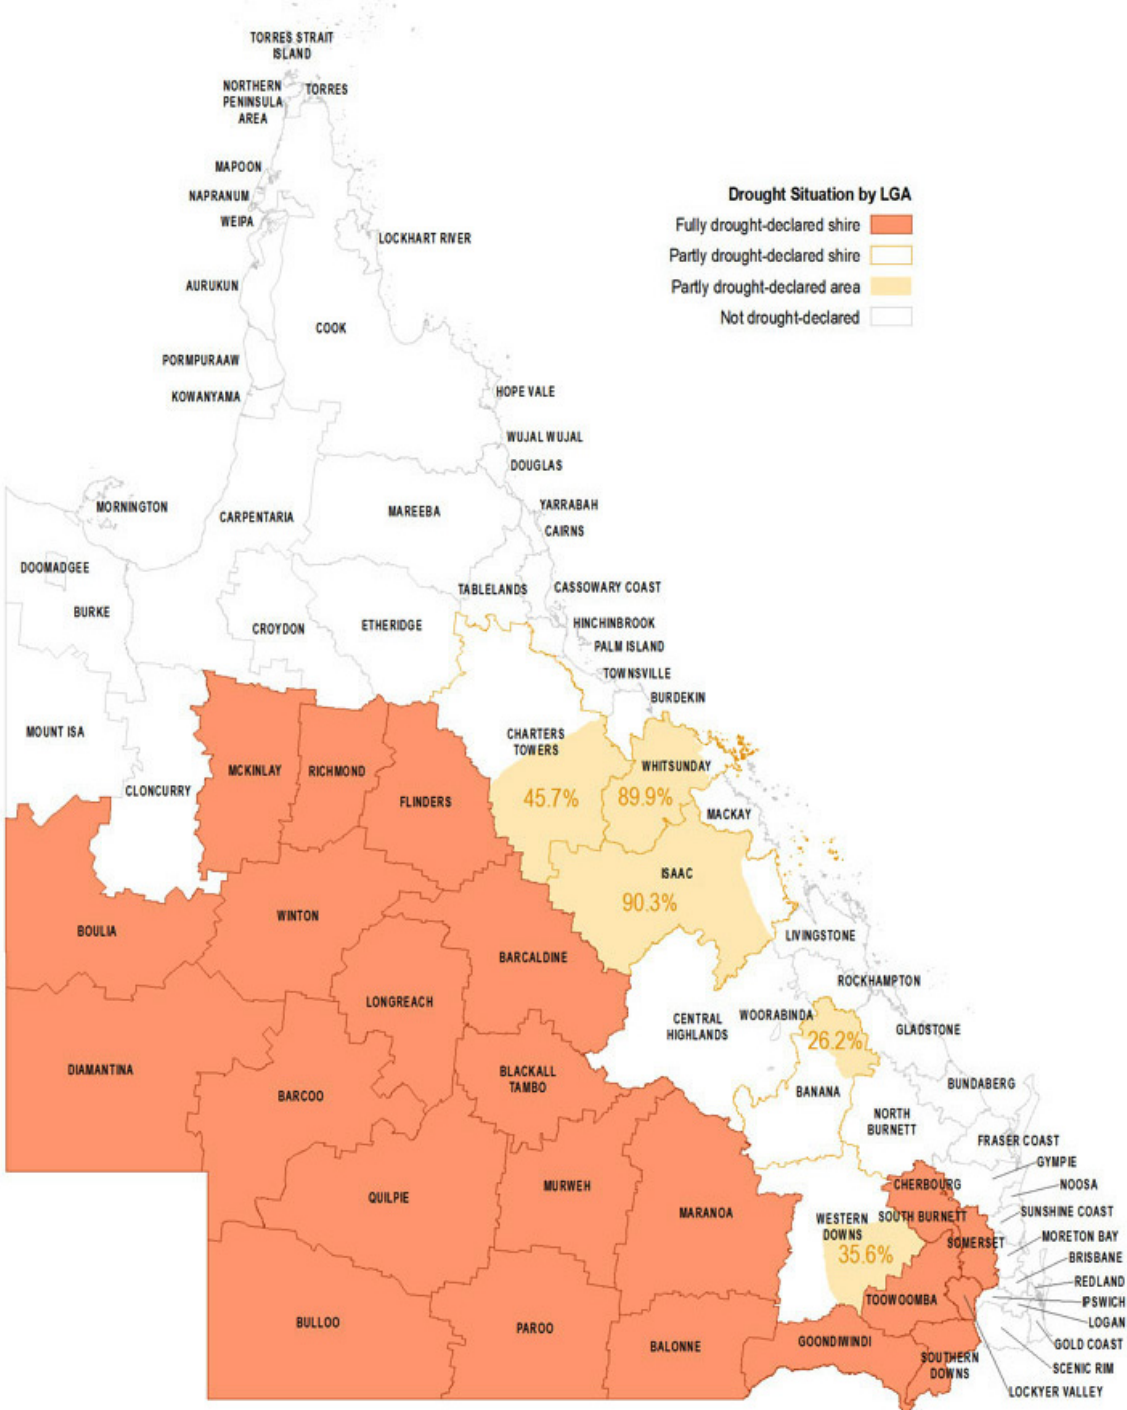 TORRES STRAIT
ISLAND
NORTHERN
PENINSULA
AREA
TORRES
MAPOON
NAPRANUM
WEIPA
LOCKHART RIVER
AURUKUN
COOK
PORMPURAAW
KOWANYAMA
HOPE VALE
WUJAL WUJAL
DOUGLAS
Drought Situation by LGA
Fully drought-declared shire
Partly drought-declared shire
Partly drought-declared area
Not drought-declared
MORNINGTON
CARPENTARIA
MAREEBA
YARRABAH
CAIRNS
DOOMADGEE
BURKE
CROYDON
ETHERIDGE
TABLELANDS
CASSOWARY COAST
HINCHINBROOK
PALM ISLAND
TOWNSVILLE
BURDEKIN
MOUNT ISA
CLONCURRY
MCKINLAY
RICHMOND
FLINDERS
CHARTERS
TOWERS
45.7%
WHITSUNDAY
89.9%
MACKAY
ISAAC
90.3%
BOULIA
WINTON
BARCALDINE
LONGREACH
LIVINGSTONE
ROCKHAMPTON
CENTRAL
HIGHLANDS
WOORABINDA
26.2%
GLADSTONE
DIAMANTINA
BARCOO
BLACKALL
TAMBO
BANANA
NORTH
BURNETT
BUNDABERG
FRASER COAST
GYMPIE
NOOSA
SUNSHINE COAST
MORETON BAY
BRISBANE
REDLAND
IPSWICH
LOGAN
GOLD COAST
SCENIC RIM
LOCKYER VALLEY
QUILPIE
MURWEH
MARANOA
WESTERN
DOWNS
35.6%
CHERBOURG
SOUTH BURNETT
SOMERSET
TOOWOOMBA
BULLOO
PAROO
BALONNE
GOONDIWINDI
SOUTHERN
DOWNS